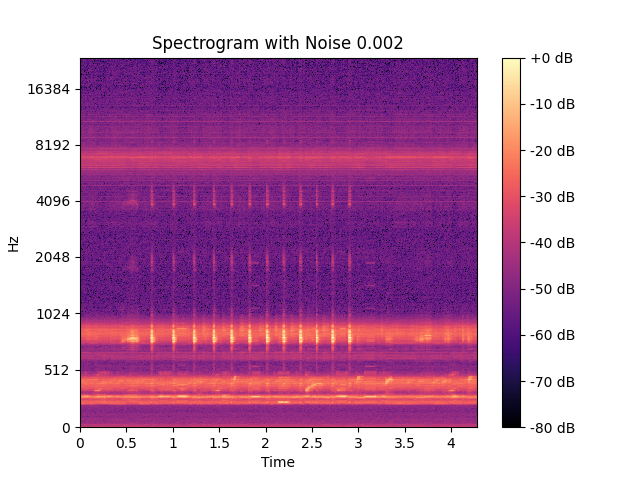 Spectrogram with Noise 0.002
Hz
16384
8192
4096
2048
1024
512
0
0 0.5 1 1.5 2 2.5 3 3.5 4
Time
+0 dB
-10 dB
-20 dB
-30 dB
-40 dB
-50 dB
-60 dB
-70 dB
-80 dB